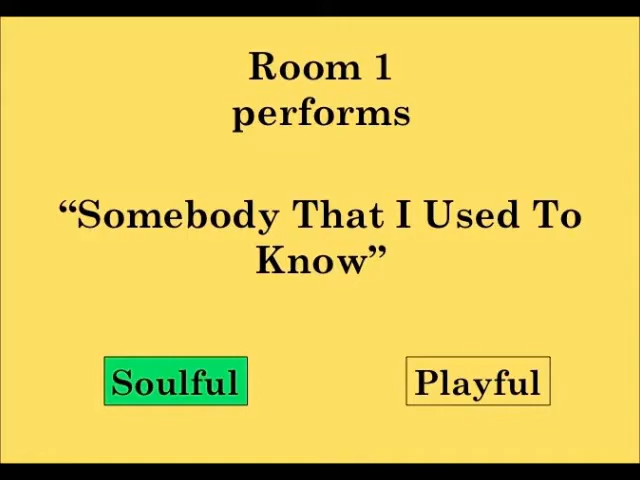 Room 1
performs
“Somebody That I Used To
Know”
Soulful
Playful